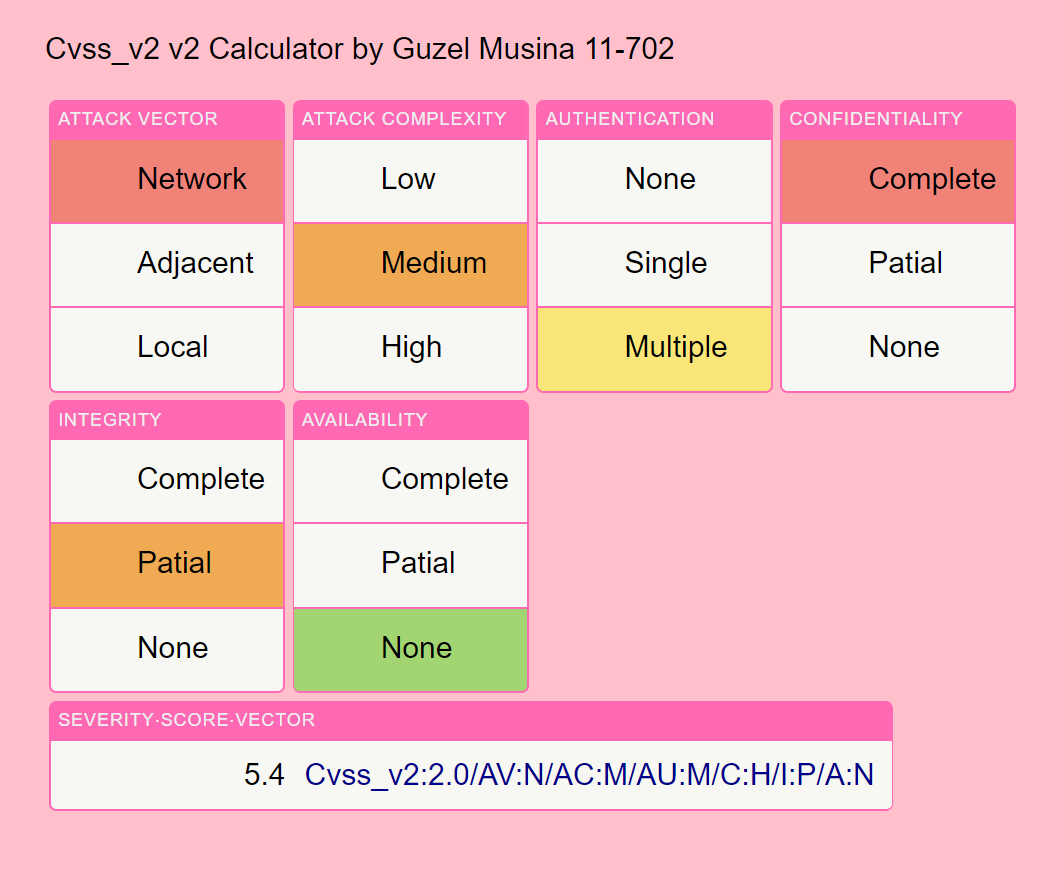 Cvss_v2 v2 Calculator by Guzel Musina 11-702
ATTACK VECTOR
Network
Adjacent
Local
ATTACK COMPLEXITY
Low
Medium
High
AUTHENTICATION
None
Single
Multiple
CONFIDENTIALITY
Complete
Patial
None
INTEGRITY
Complete
Patial
None
AVAILABILITY
Complete
Patial
None
SEVERITY·SCORE·VECTOR
5.4 Cvss_v2:2.0/AV:N/AC:M/AU:M/C:H/I:P/A:N